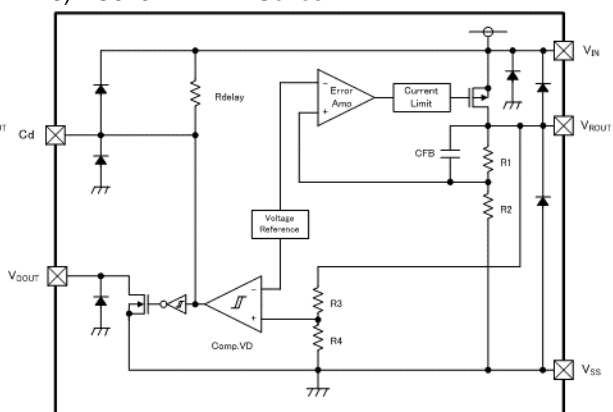 VIN
Rdelay
Error
Amp
Current
Limit
Cd
VROUT
CFB
R1
R2
Voltage
Reference
VDOUT
R3
R4
Comp.VD
VSS